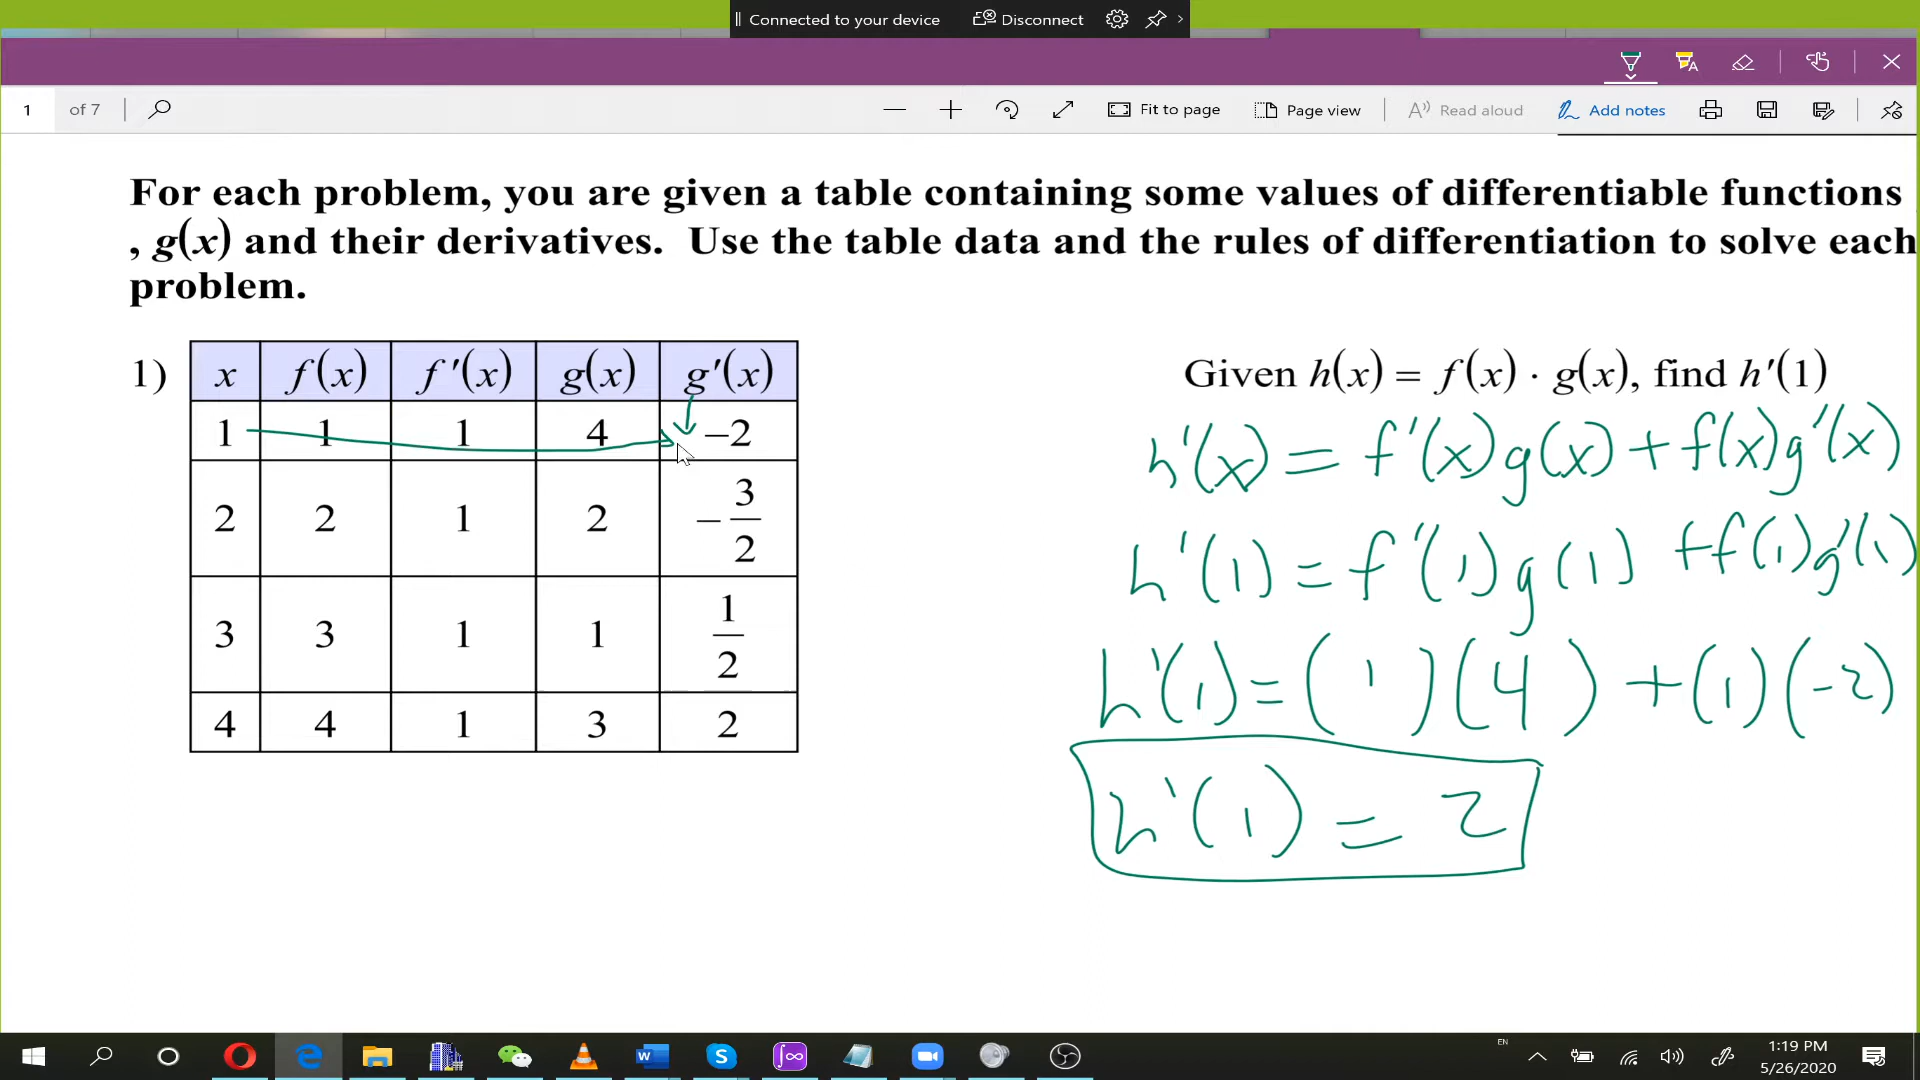 Connected to your device Disconnect
1 of 7 Fit to page Page view Read aloud Add notes
For each problem, you are given a table containing some values of differentiable functions
, g(x) and their derivatives. Use the table data and the rules of differentiation to solve each
problem.
1)
x f(x) f'(x) g(x) g'(x)
1 1 1 4 −2
2 2 1 2 −3/2
3 3 1 1 1/2
4 4 1 3 2
Given h(x) = f(x) · g(x), find h'(1)
h'(x) = f'(x)g(x) + f(x)g'(x)
h'(1) = f'(1)g(1) + f(1)g'(1)
h'(1) = (1)(4) + (1)(-2)
h'(1) = 2
EN
1:19 PM
5/26/2020